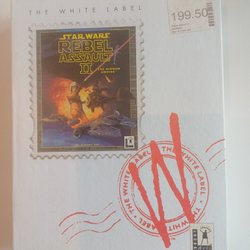 THE WHITE LABEL
199.50
STAR WARS
REBEL
ASSAULT
II
THE HIDDEN
EMPIRE
THE WHITE LABEL · THE WHITE LABEL
W